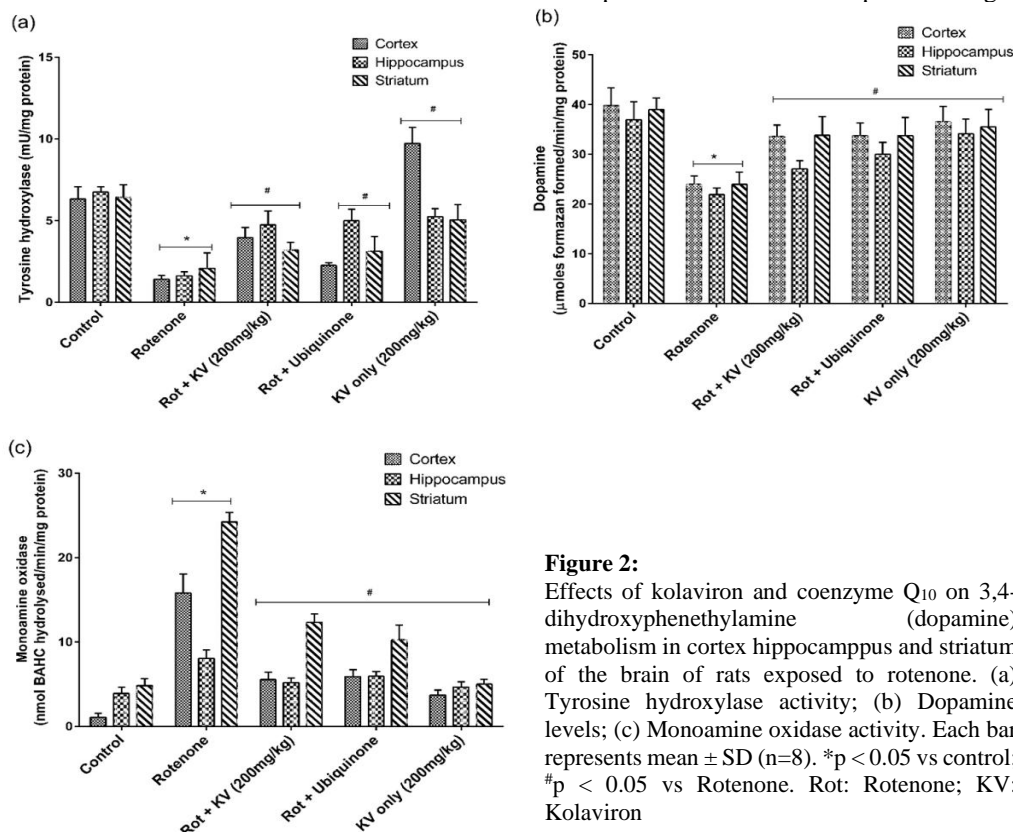 (a)
Cortex
Hippocampus
Striatum
Tyrosine hydroxylase (mU/mg protein)
15
10
5
0
*
#
#
#
Control
Rotenone
Rot + KV (200mg/kg)
Rot + Ubiquinone
KV only (200mg/kg)
(b)
Cortex
Hippocampus
Striatum
Dopamine
(μmoles formazan formed/min/mg protein)
50
40
30
20
10
0
*
#
Control
Rotenone
Rot + KV (200mg/kg)
Rot + Ubiquinone
KV only (200mg/kg)
(c)
Cortex
Hippocampus
Striatum
Monoamine oxidase
(nmol BAHC hydrolysed/min/mg protein)
30
20
10
0
*
#
Control
Rotenone
Rot + KV (200mg/kg)
Rot + Ubiquinone
KV only (200mg/kg)
Figure 2:
Effects of kolaviron and coenzyme Q10 on 3,4-
dihydroxyphenethylamine (dopamine)
metabolism in cortex hippocamppus and striatum
of the brain of rats exposed to rotenone. (a)
Tyrosine hydroxylase activity; (b) Dopamine
levels; (c) Monoamine oxidase activity. Each bar
represents mean ± SD (n=8). *p < 0.05 vs control;
#p < 0.05 vs Rotenone. Rot: Rotenone; KV:
Kolaviron